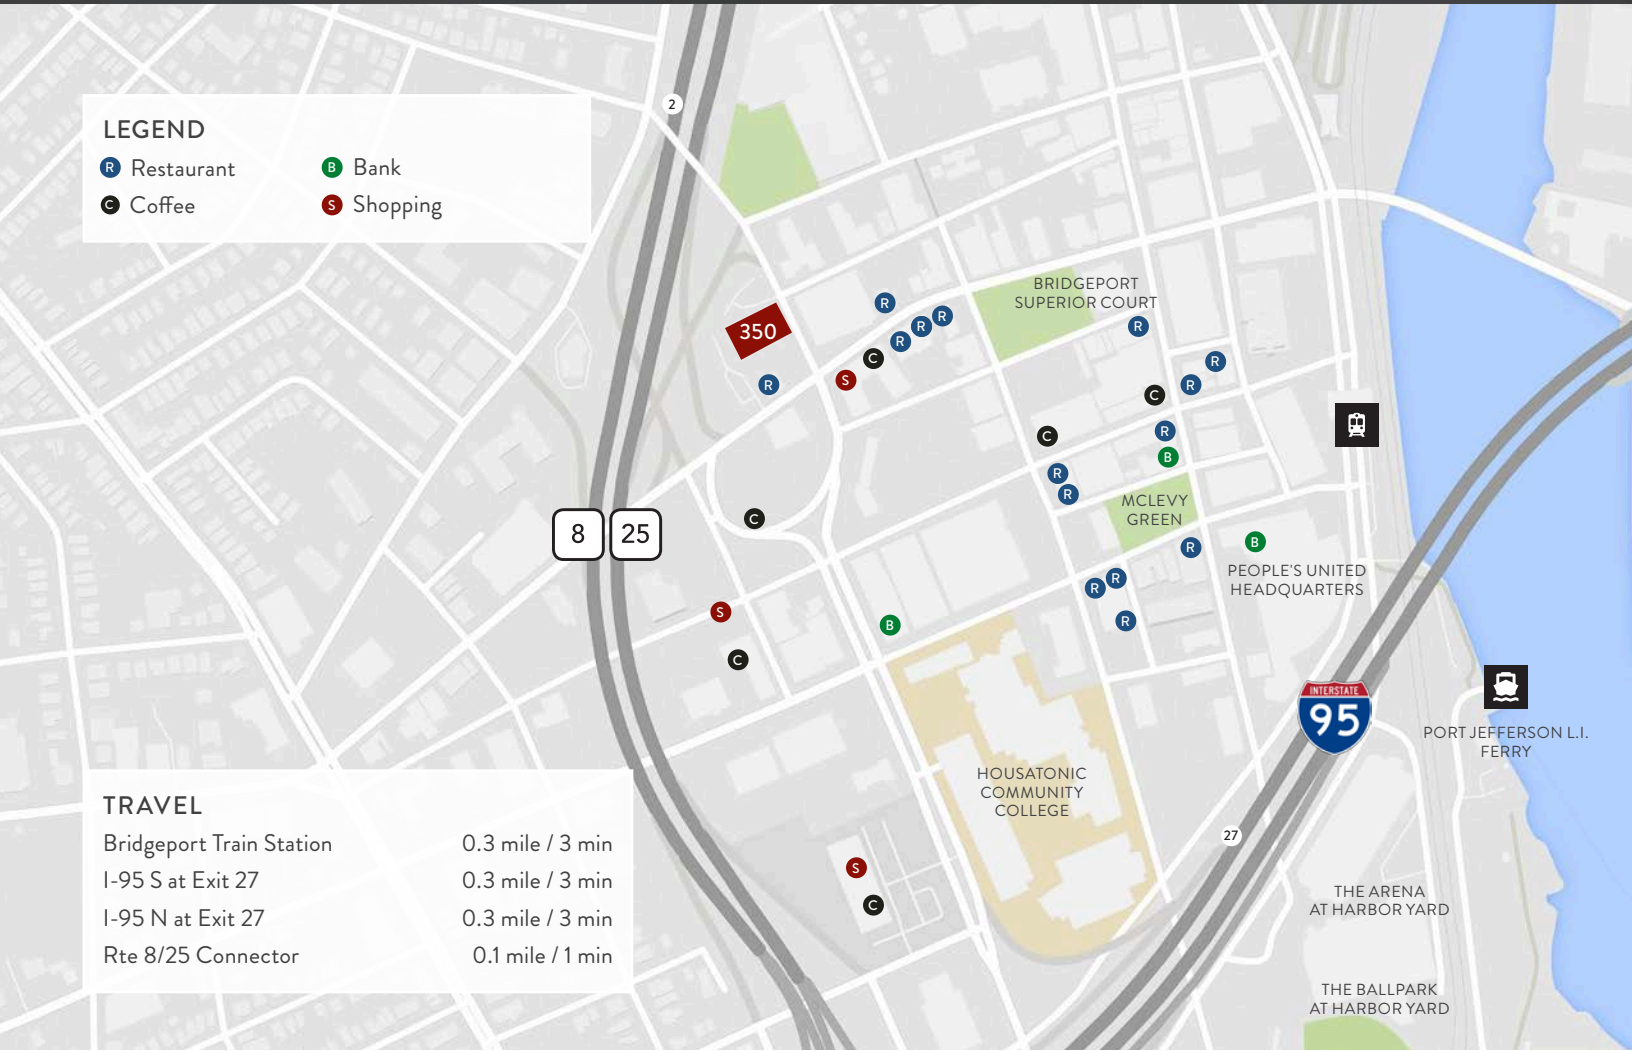 2
LEGEND
R Restaurant
B Bank
C Coffee
S Shopping
BRIDGEPORT
SUPERIOR COURT
R
R
R
R
R
350
C
R
S
R
R
C
R
C
R
B
R
R
MCLEVY
GREEN
C
8
25
R
B
PEOPLE'S UNITED
HEADQUARTERS
R
R
S
R
B
C
INTERSTATE
95
PORT JEFFERSON L.I.
FERRY
HOUSATONIC
COMMUNITY
COLLEGE
TRAVEL
Bridgeport Train Station 0.3 mile / 3 min
I-95 S at Exit 27 0.3 mile / 3 min
I-95 N at Exit 27 0.3 mile / 3 min
Rte 8/25 Connector 0.1 mile / 1 min
27
S
C
THE ARENA
AT HARBOR YARD
THE BALLPARK
AT HARBOR YARD